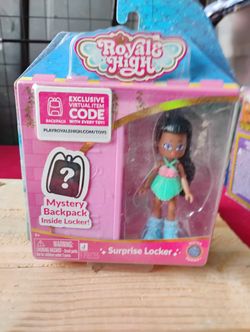 Royale
High
EXCLUSIVE
VIRTUAL ITEM
CODE
WITH EVERY TOY!
BACKPACK
PLAYROYALEHIGH.COM/TOYS
?
Mystery
Backpack
Inside Locker!
WARNING:
Surprise Locker